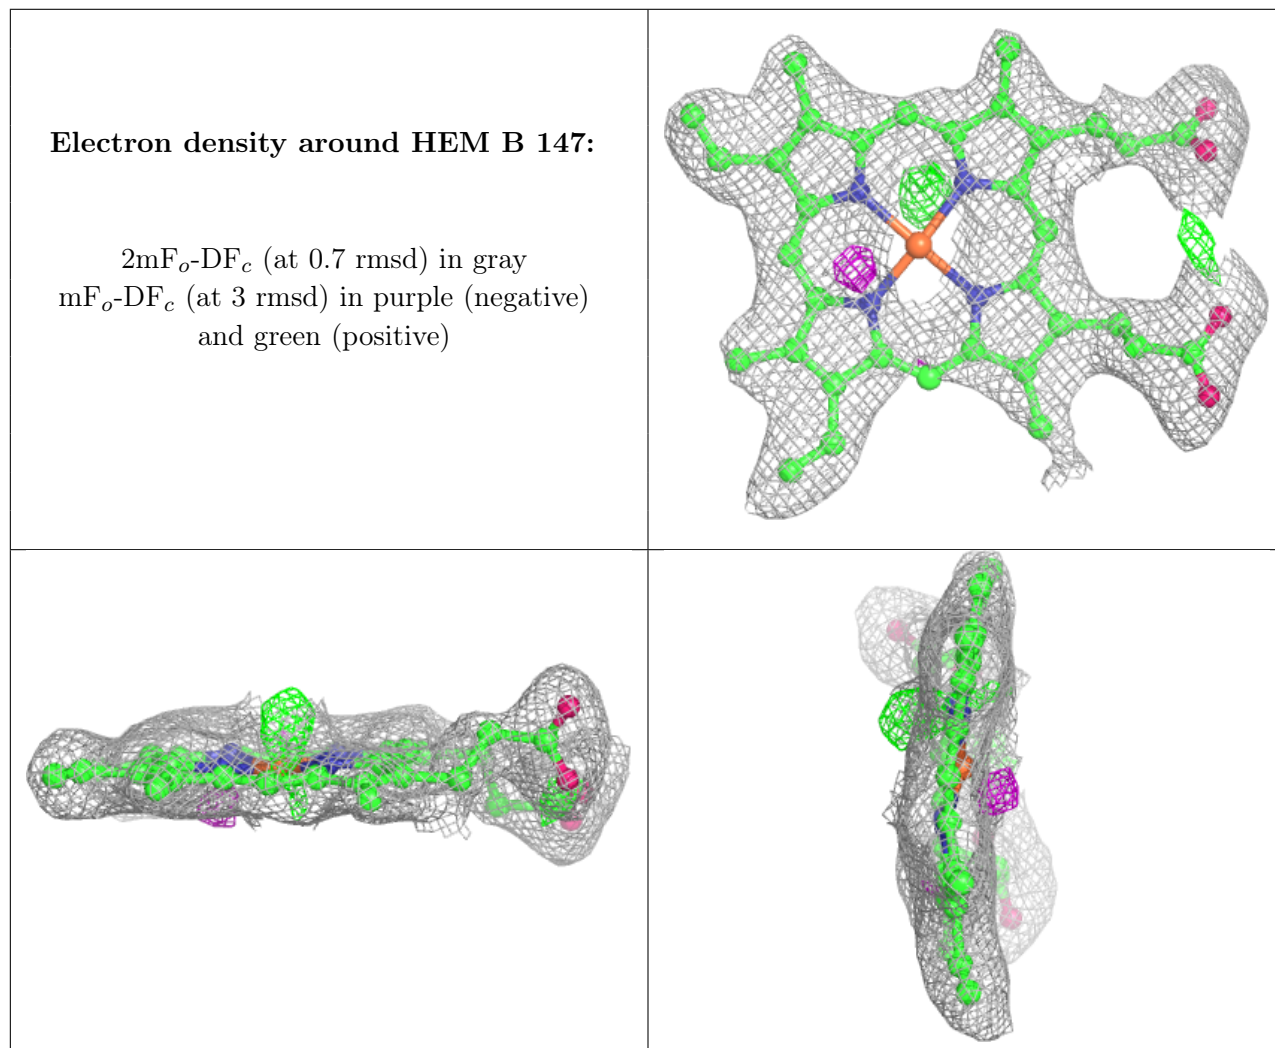 Electron density around HEM B 147:
2mFo-DFc (at 0.7 rmsd) in gray
mFo-DFc (at 3 rmsd) in purple (negative)
and green (positive)